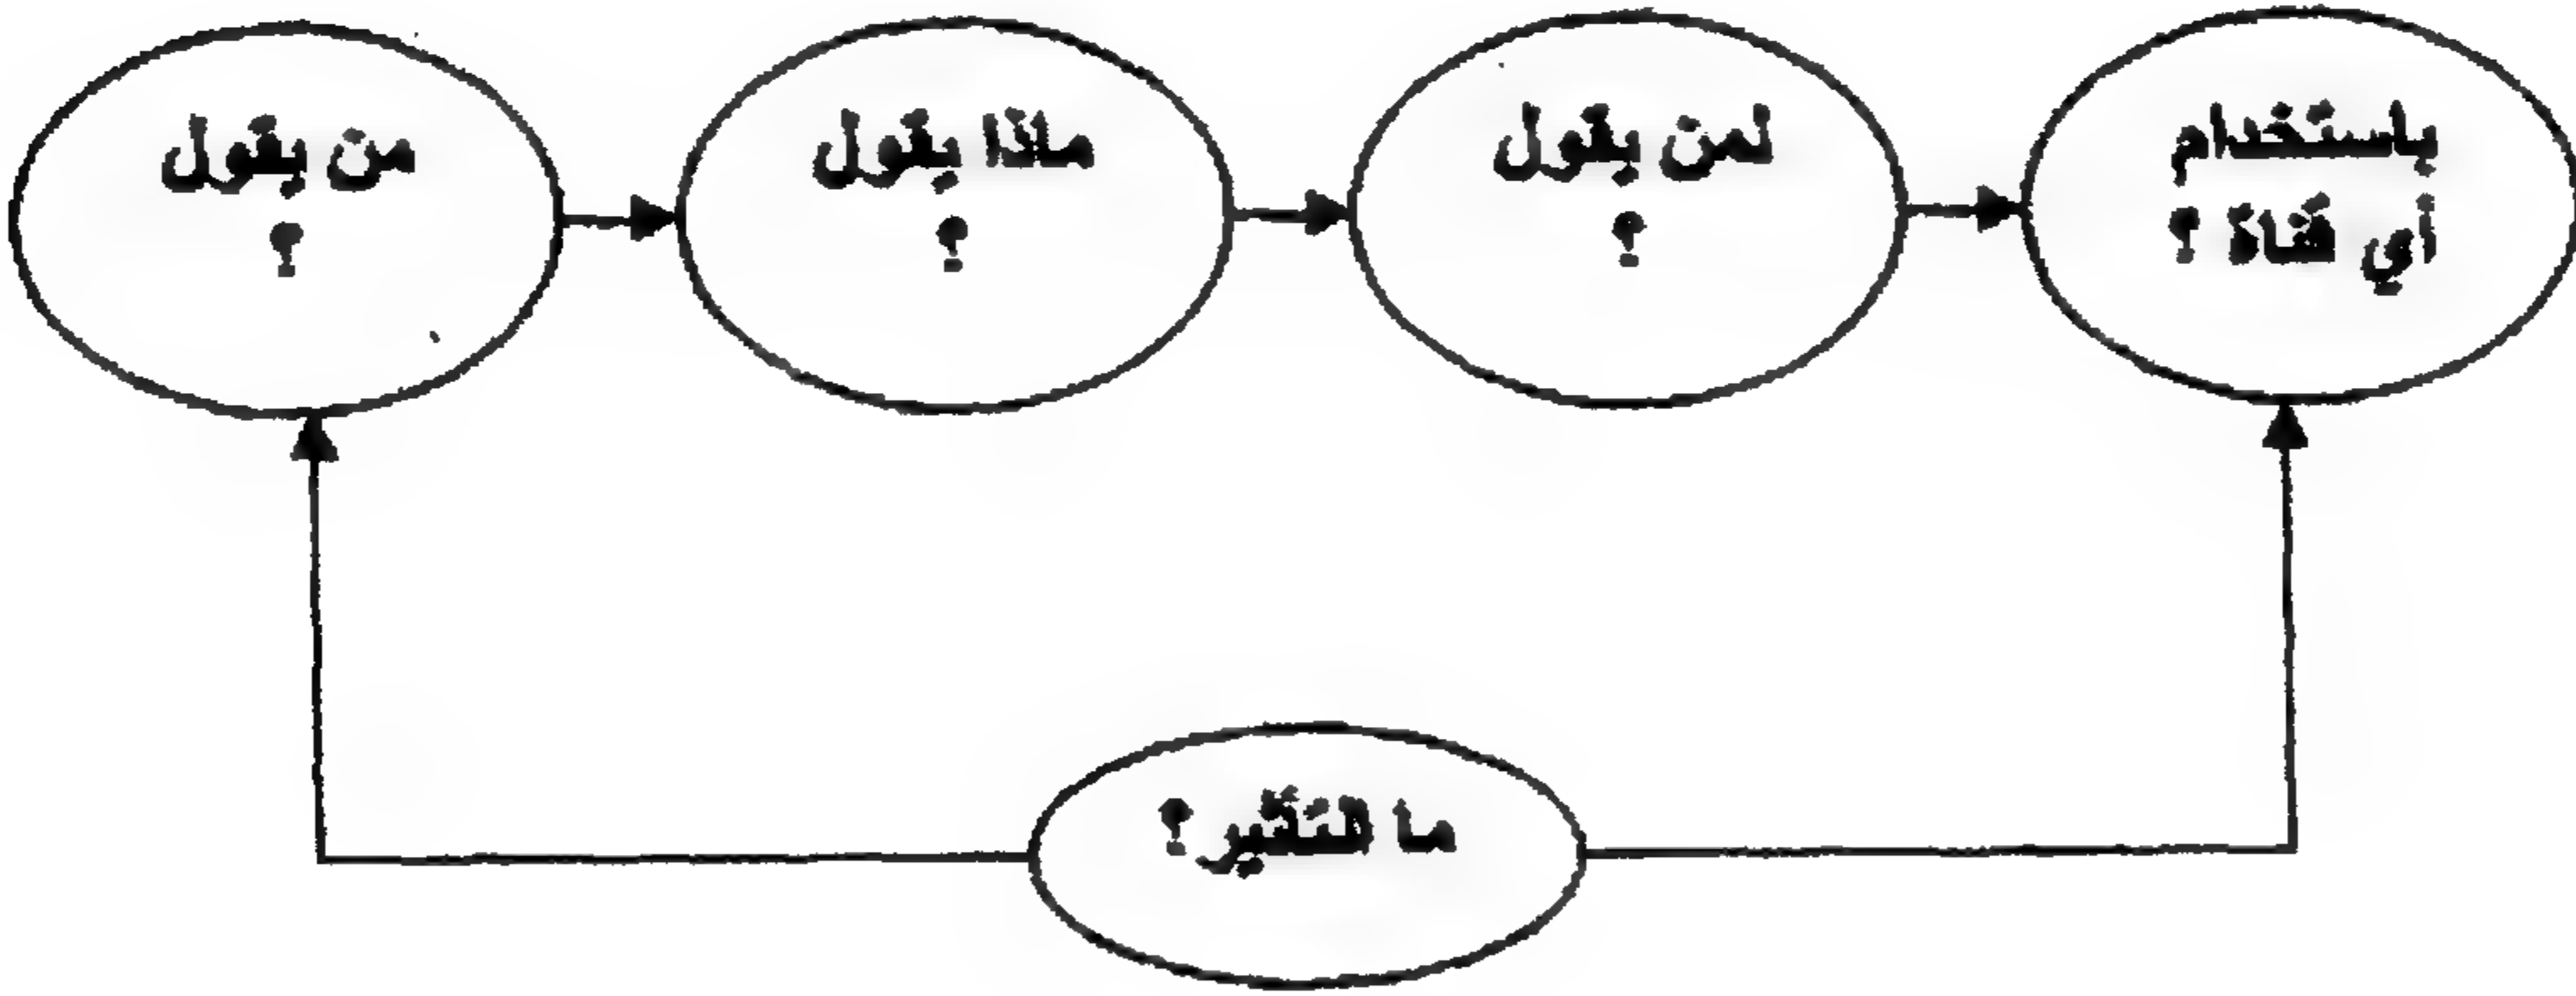 من يقول
؟
ماذا يقول
؟
لمن يقول
؟
باستخدام
أي قناة ؟
ما التأثير؟